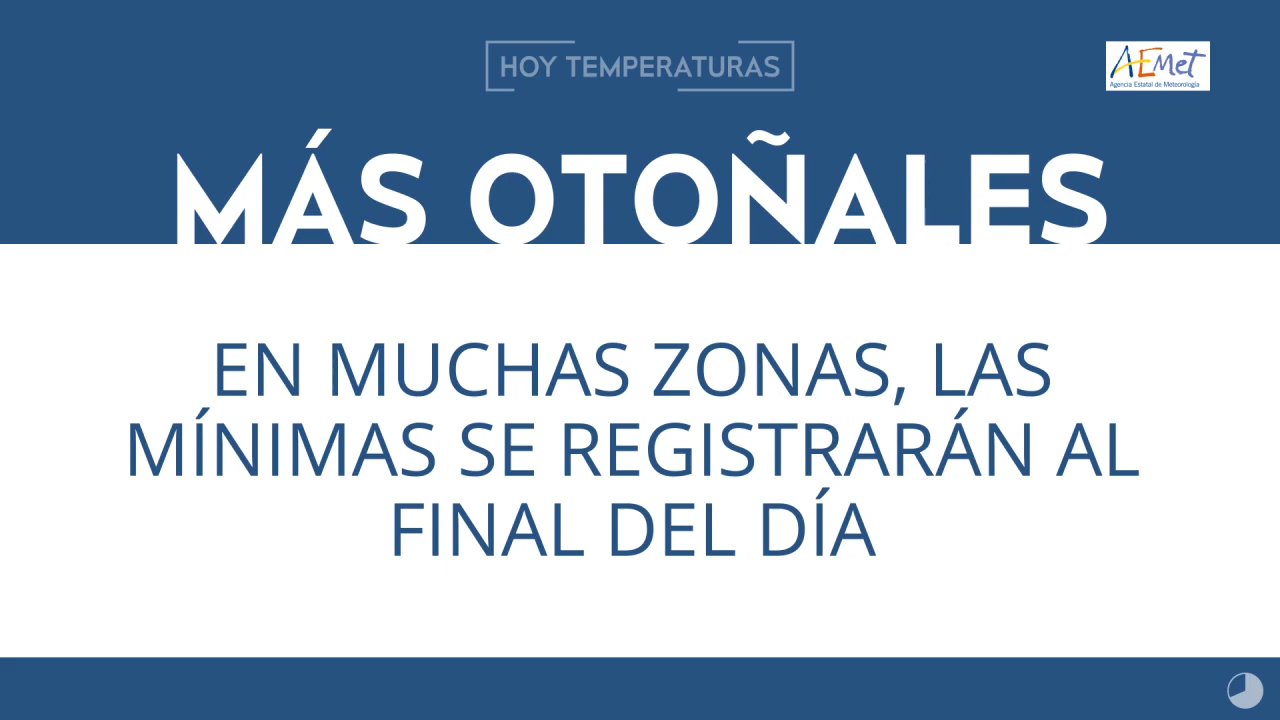 HOY TEMPERATURAS
AEMet
Agencia Estatal de Meteorología
MÁS OTOÑALES
EN MUCHAS ZONAS, LAS
MÍNIMAS SE REGISTRARÁN AL
FINAL DEL DÍA